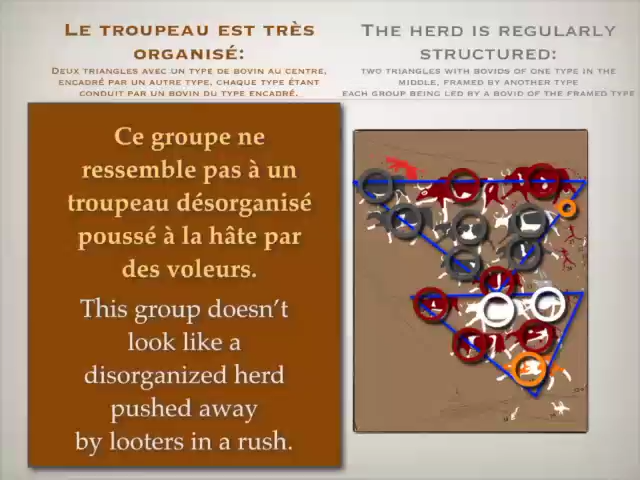 LE TROUPEAU EST TRÈS
ORGANISÉ:
DEUX TRIANGLES AVEC UN TYPE DE BOVIN AU CENTRE,
ENCADRÉ PAR UN AUTRE TYPE, CHAQUE TYPE ÉTANT
CONDUIT PAR UN BOVIN DU TYPE ENCADRÉ.
THE HERD IS REGULARLY
STRUCTURED:
TWO TRIANGLES WITH BOVIDS OF ONE TYPE IN THE
MIDDLE, FRAMED BY ANOTHER TYPE
EACH GROUP BEING LED BY A BOVID OF THE FRAMED TYPE
Ce groupe ne
ressemble pas à un
troupeau désorganisé
poussé à la hâte par
des voleurs.
This group doesn't
look like a
disorganized herd
pushed away
by looters in a rush.